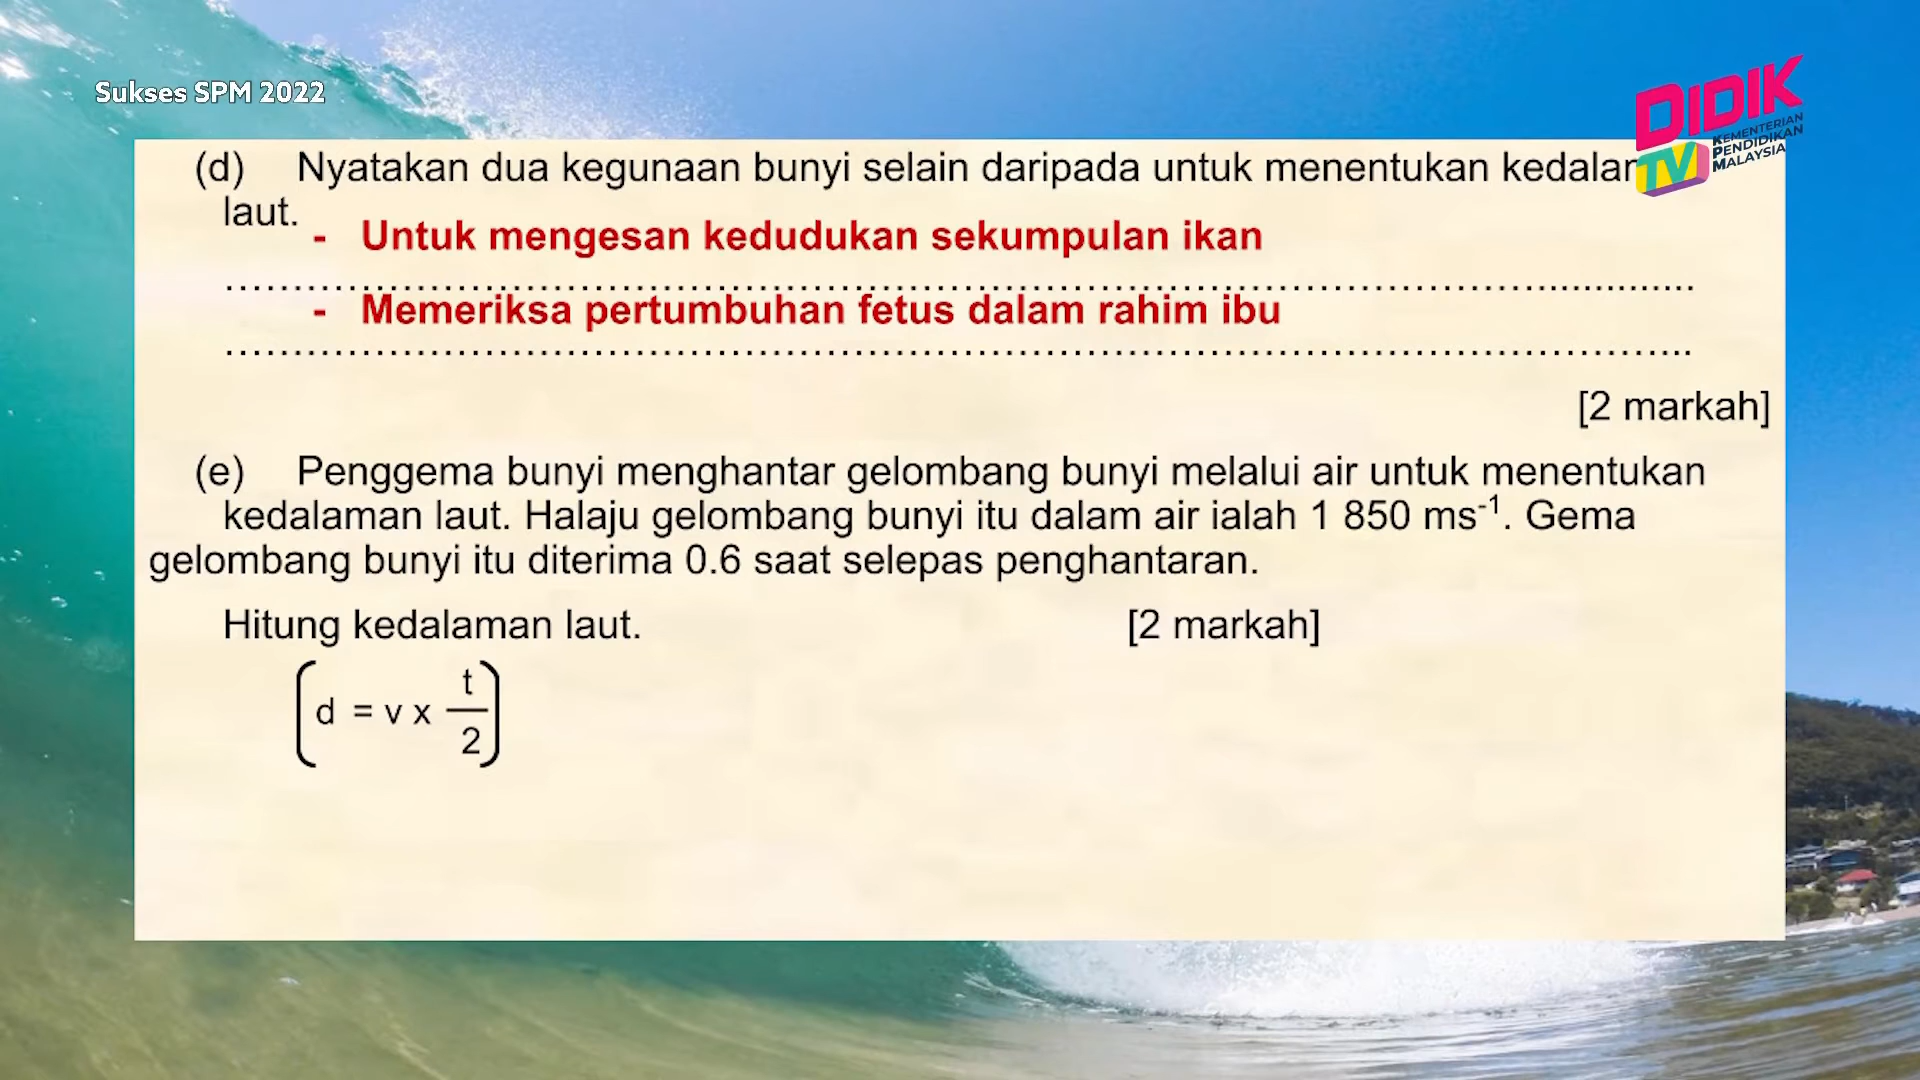 Sukses SPM 2022
DIDIK
TV
KEMENTERIAN
PENDIDIKAN
MALAYSIA
(d) Nyatakan dua kegunaan bunyi selain daripada untuk menentukan
laut.
- Untuk mengesan kedudukan sekumpulan ikan
- Memeriksa pertumbuhan fetus dalam rahim ibu
[2 markah]
(e) Penggema bunyi menghantar gelombang bunyi melalui air untuk menentukan
kedalaman laut. Halaju gelombang bunyi itu dalam air ialah 1 850 ms⁻¹. Gema
gelombang bunyi itu diterima 0.6 saat selepas penghantaran.
Hitung kedalaman laut. [2 markah]
(d = v x t/2)